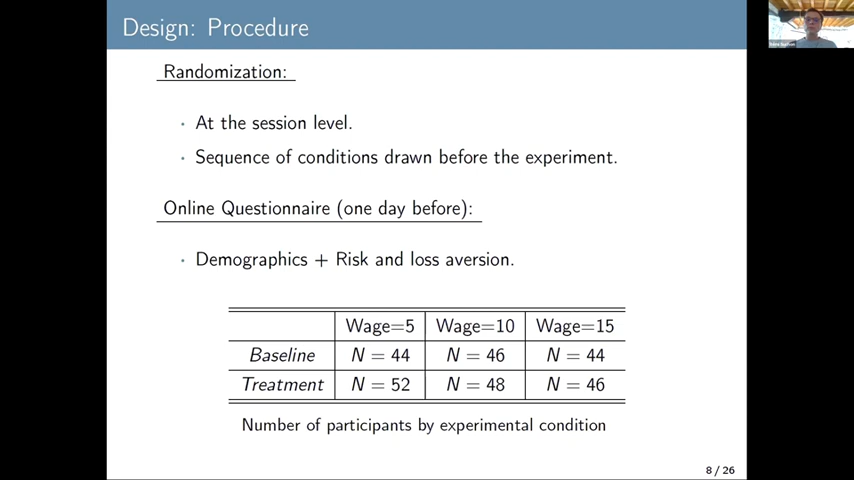 Design: Procedure
Randomization:
• At the session level.
• Sequence of conditions drawn before the experiment.
Online Questionnaire (one day before):
• Demographics + Risk and loss aversion.
Wage=5 Wage=10 Wage=15
Baseline N = 44 N = 46 N = 44
Treatment N = 52 N = 48 N = 46
Number of participants by experimental condition
8 / 26